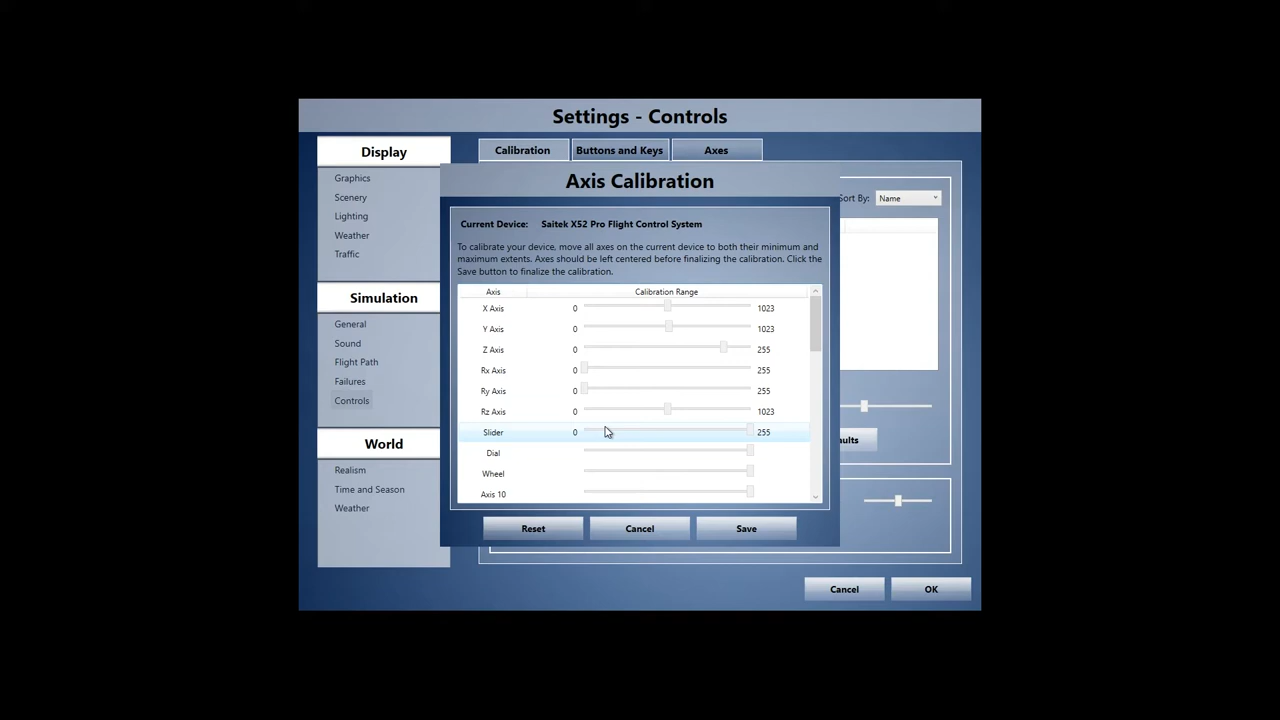 Settings - Controls
Display
Graphics
Scenery
Lighting
Weather
Traffic
Simulation
General
Sound
Flight Path
Failures
Controls
World
Realism
Time and Season
Weather
Calibration Buttons and Keys Axes
Sort By: Name
Axis Calibration
Current Device: Saitek X52 Pro Flight Control System
To calibrate your device, move all axes on the current device to both their minimum and
maximum extents. Axes should be left centered before finalizing the calibration. Click the
Save button to finalize the calibration.
Axis Calibration Range
X Axis 0 1023
Y Axis 0 1023
Z Axis 0 255
Rx Axis 0 255
Ry Axis 0 255
Rz Axis 0 1023
Slider 0 255
Dial
Wheel
Axis 10
Reset Cancel Save
aults
Cancel OK